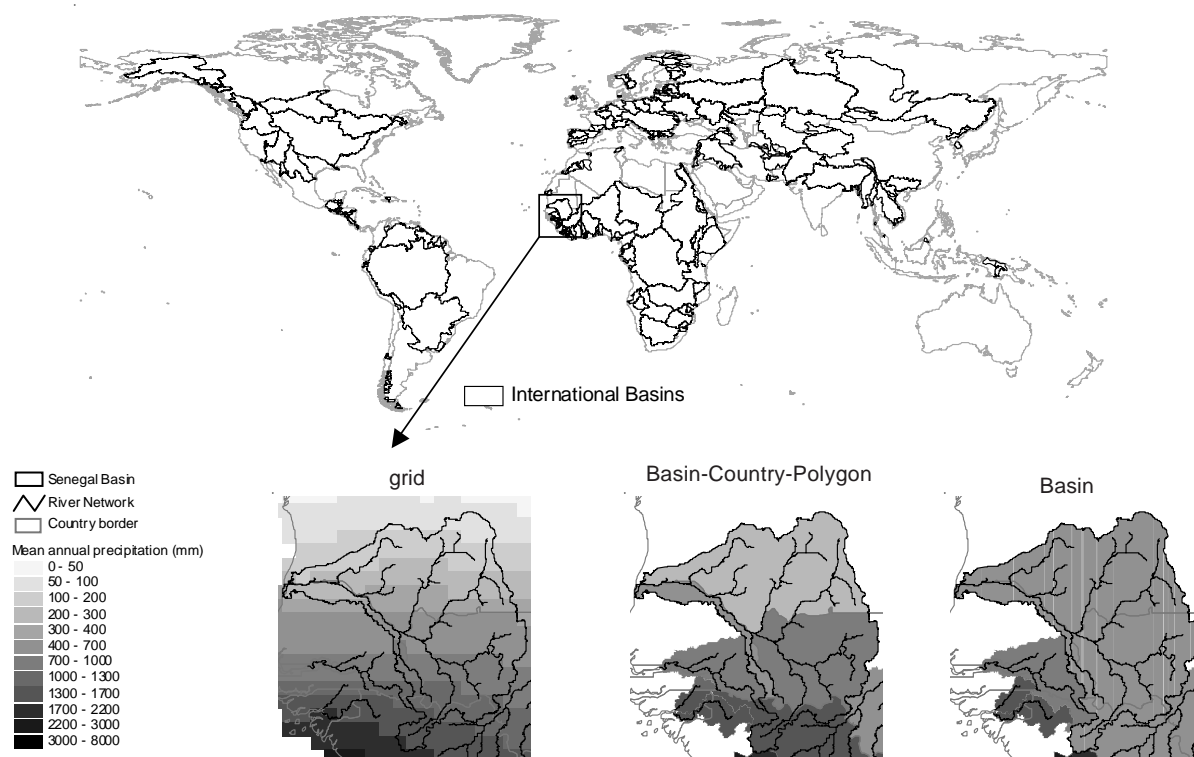 International Basins
Senegal Basin
River Network
Country border
Mean annual precipitation (mm)
0 - 50
50 - 100
100 - 200
200 - 300
300 - 400
400 - 700
700 - 1000
1000 - 1300
1300 - 1700
1700 - 2200
2200 - 3000
3000 - 8000
grid
Basin-Country-Polygon
Basin